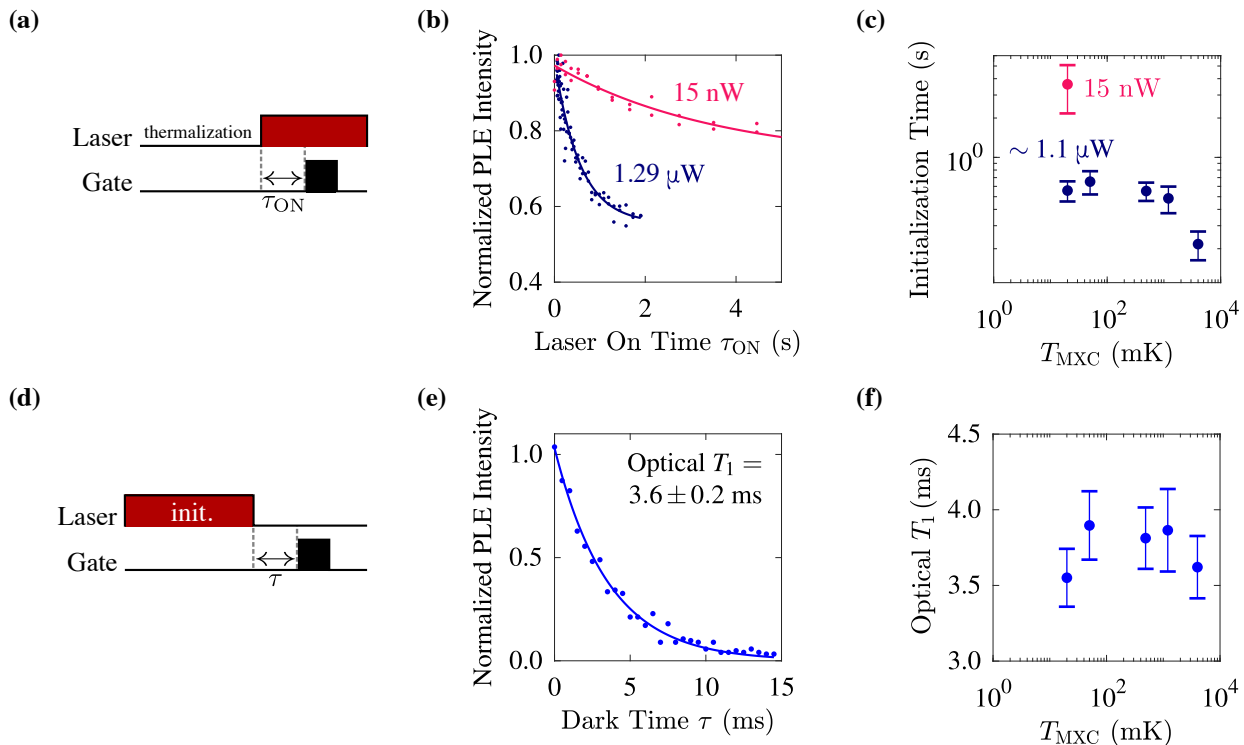 (a)
Laser
thermalization
Gate
τON
(b)
Normalized PLE Intensity
1.0
0.8
0.6
0.4
15 nW
1.29 µW
0
2
4
Laser On Time τON (s)
(c)
Initialization Time (s)
10^0
15 nW
∼ 1.1 µW
10^0
10^2
10^4
TMXC (mK)
(d)
Laser
init.
Gate
τ
(e)
Normalized PLE Intensity
1.0
0.5
0.0
Optical T1 =
3.6 ± 0.2 ms
0
5
10
15
Dark Time τ (ms)
(f)
Optical T1 (ms)
4.5
4.0
3.5
3.0
10^0
10^2
10^4
TMXC (mK)